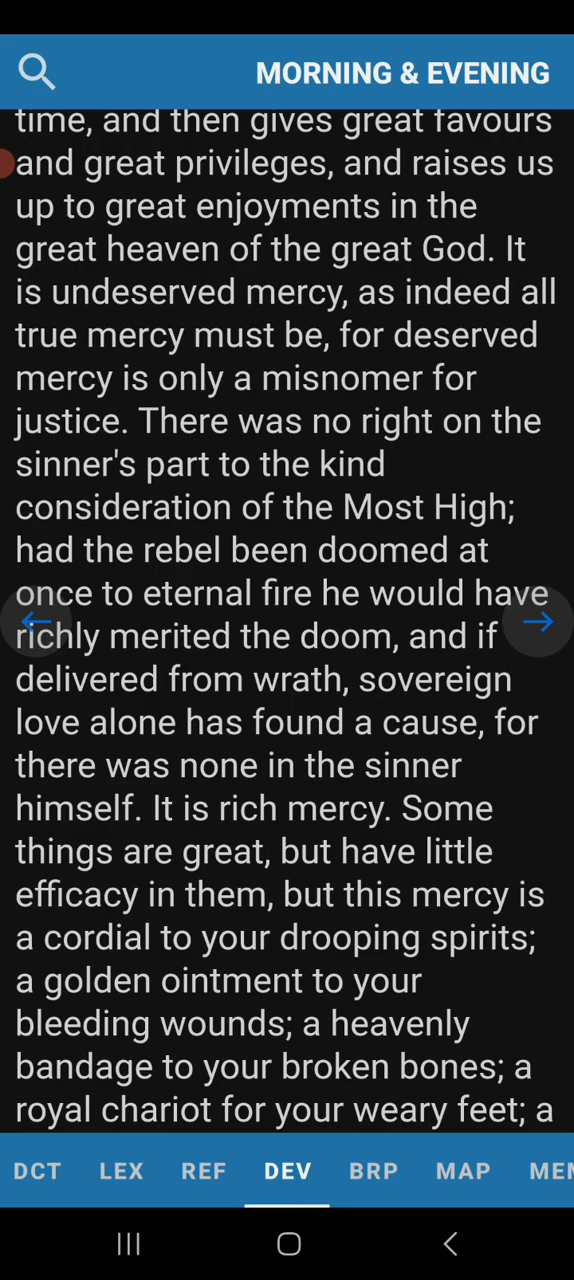 MORNING & EVENING
time, and then gives great favours
and great privileges, and raises us
up to great enjoyments in the
great heaven of the great God. It
is undeserved mercy, as indeed all
true mercy must be, for deserved
mercy is only a misnomer for
justice. There was no right on the
sinner's part to the kind
consideration of the Most High;
had the rebel been doomed at
once to eternal fire he would have
richly merited the doom, and if
delivered from wrath, sovereign
love alone has found a cause, for
there was none in the sinner
himself. It is rich mercy. Some
things are great, but have little
efficacy in them, but this mercy is
a cordial to your drooping spirits;
a golden ointment to your
bleeding wounds; a heavenly
bandage to your broken bones; a
royal chariot for your weary feet; a
DCT LEX REF DEV BRP MAP MEM